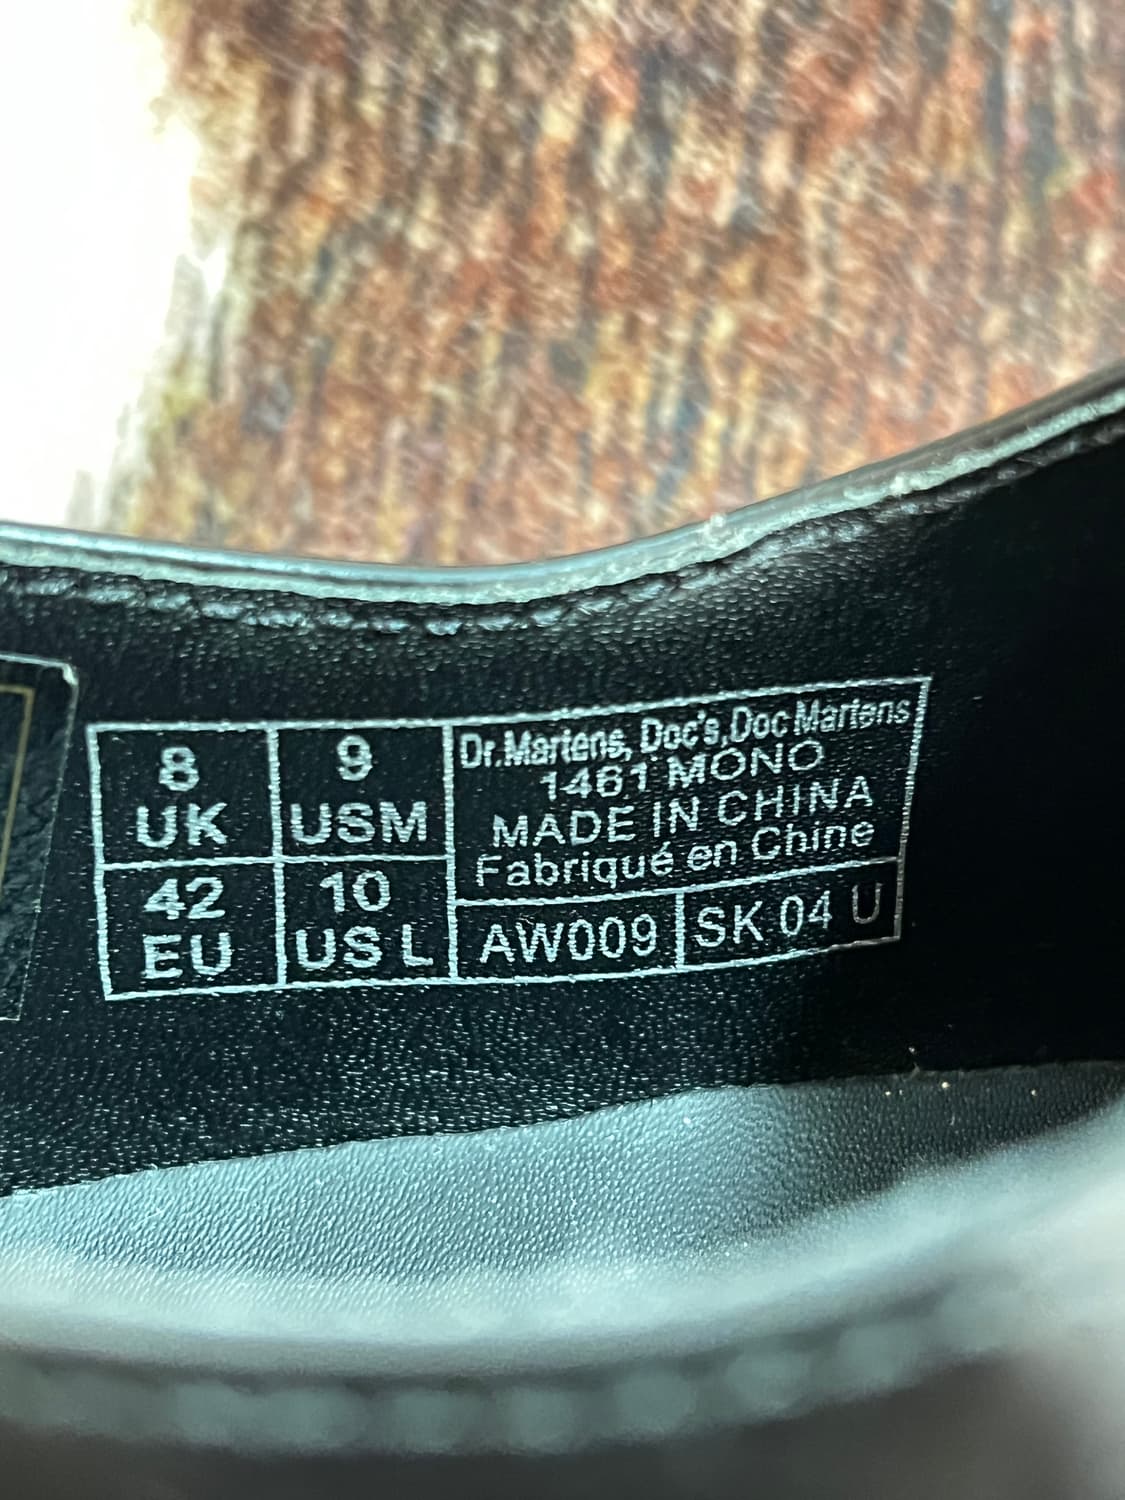 8
UK
9
USM
42
EU
10
US L
Dr.Martens, Doc's, Doc Martens
1461 MONO
MADE IN CHINA
Fabriqué en Chine
AW009
SK 04 U